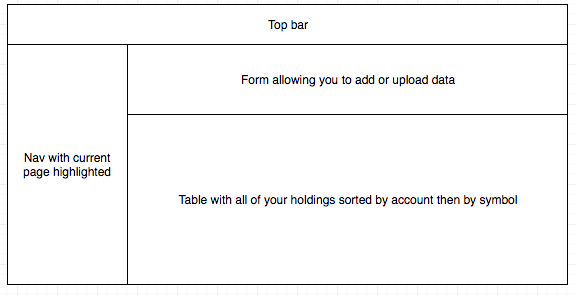 Top bar
Form allowing you to add or upload data
Nav with current
page highlighted
Table with all of your holdings sorted by account then by symbol